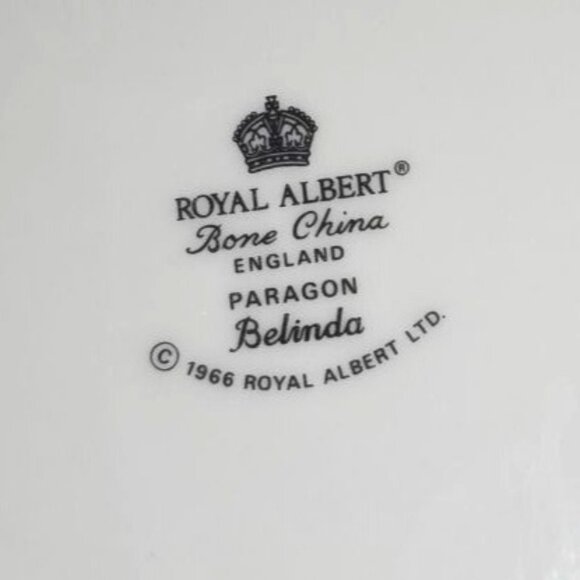 ROYAL ALBERT®
Bone China
ENGLAND
PARAGON
Belinda
© 1966 ROYAL ALBERT LTD.